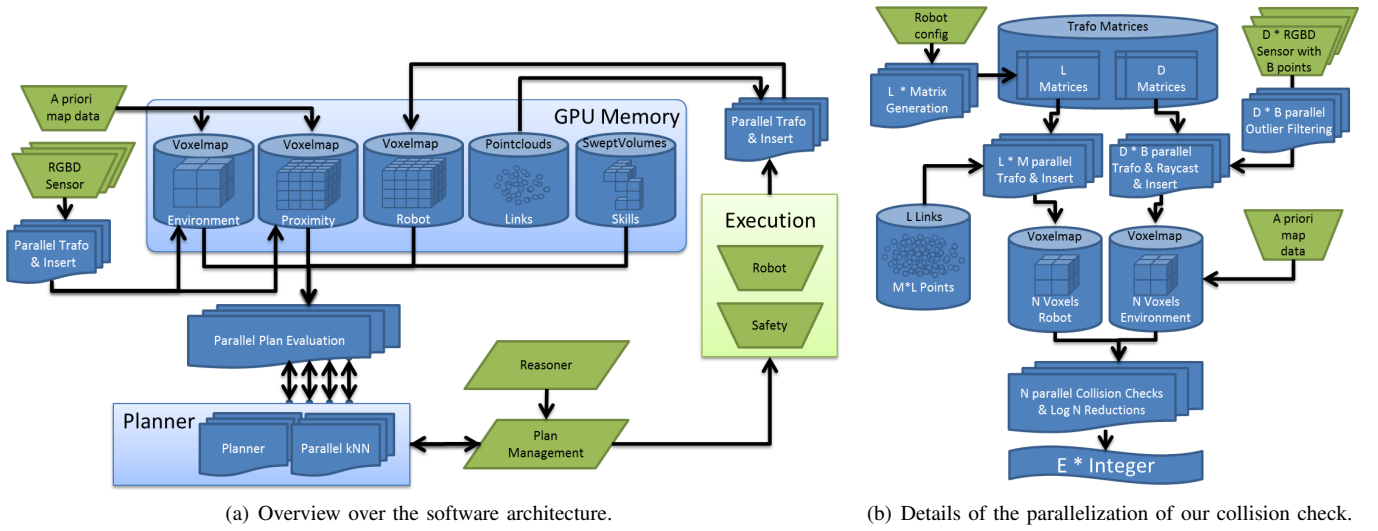 A priori
map data
RGBD
Sensor
Parallel Trafo
& Insert
GPU Memory
Voxelmap
Environment
Voxelmap
Proximity
Voxelmap
Robot
Pointclouds
Links
SweptVolumes
Skills
Parallel Trafo
& Insert
Execution
Robot
Safety
Parallel Plan Evaluation
Planner
Planner
Parallel kNN
Reasoner
Plan
Management
(a) Overview over the software architecture.
Robot
config
L * Matrix
Generation
Trafo Matrices
L
Matrices
D
Matrices
D * RGBD
Sensor with
B points
D * B parallel
Outlier Filtering
L * M parallel
Trafo & Insert
D * B parallel
Trafo & Raycast
& Insert
L Links
M*L Points
Voxelmap
N Voxels
Robot
Voxelmap
N Voxels
Environment
A priori
map
data
N parallel Collision Checks
& Log N Reductions
E * Integer
(b) Details of the parallelization of our collision check.